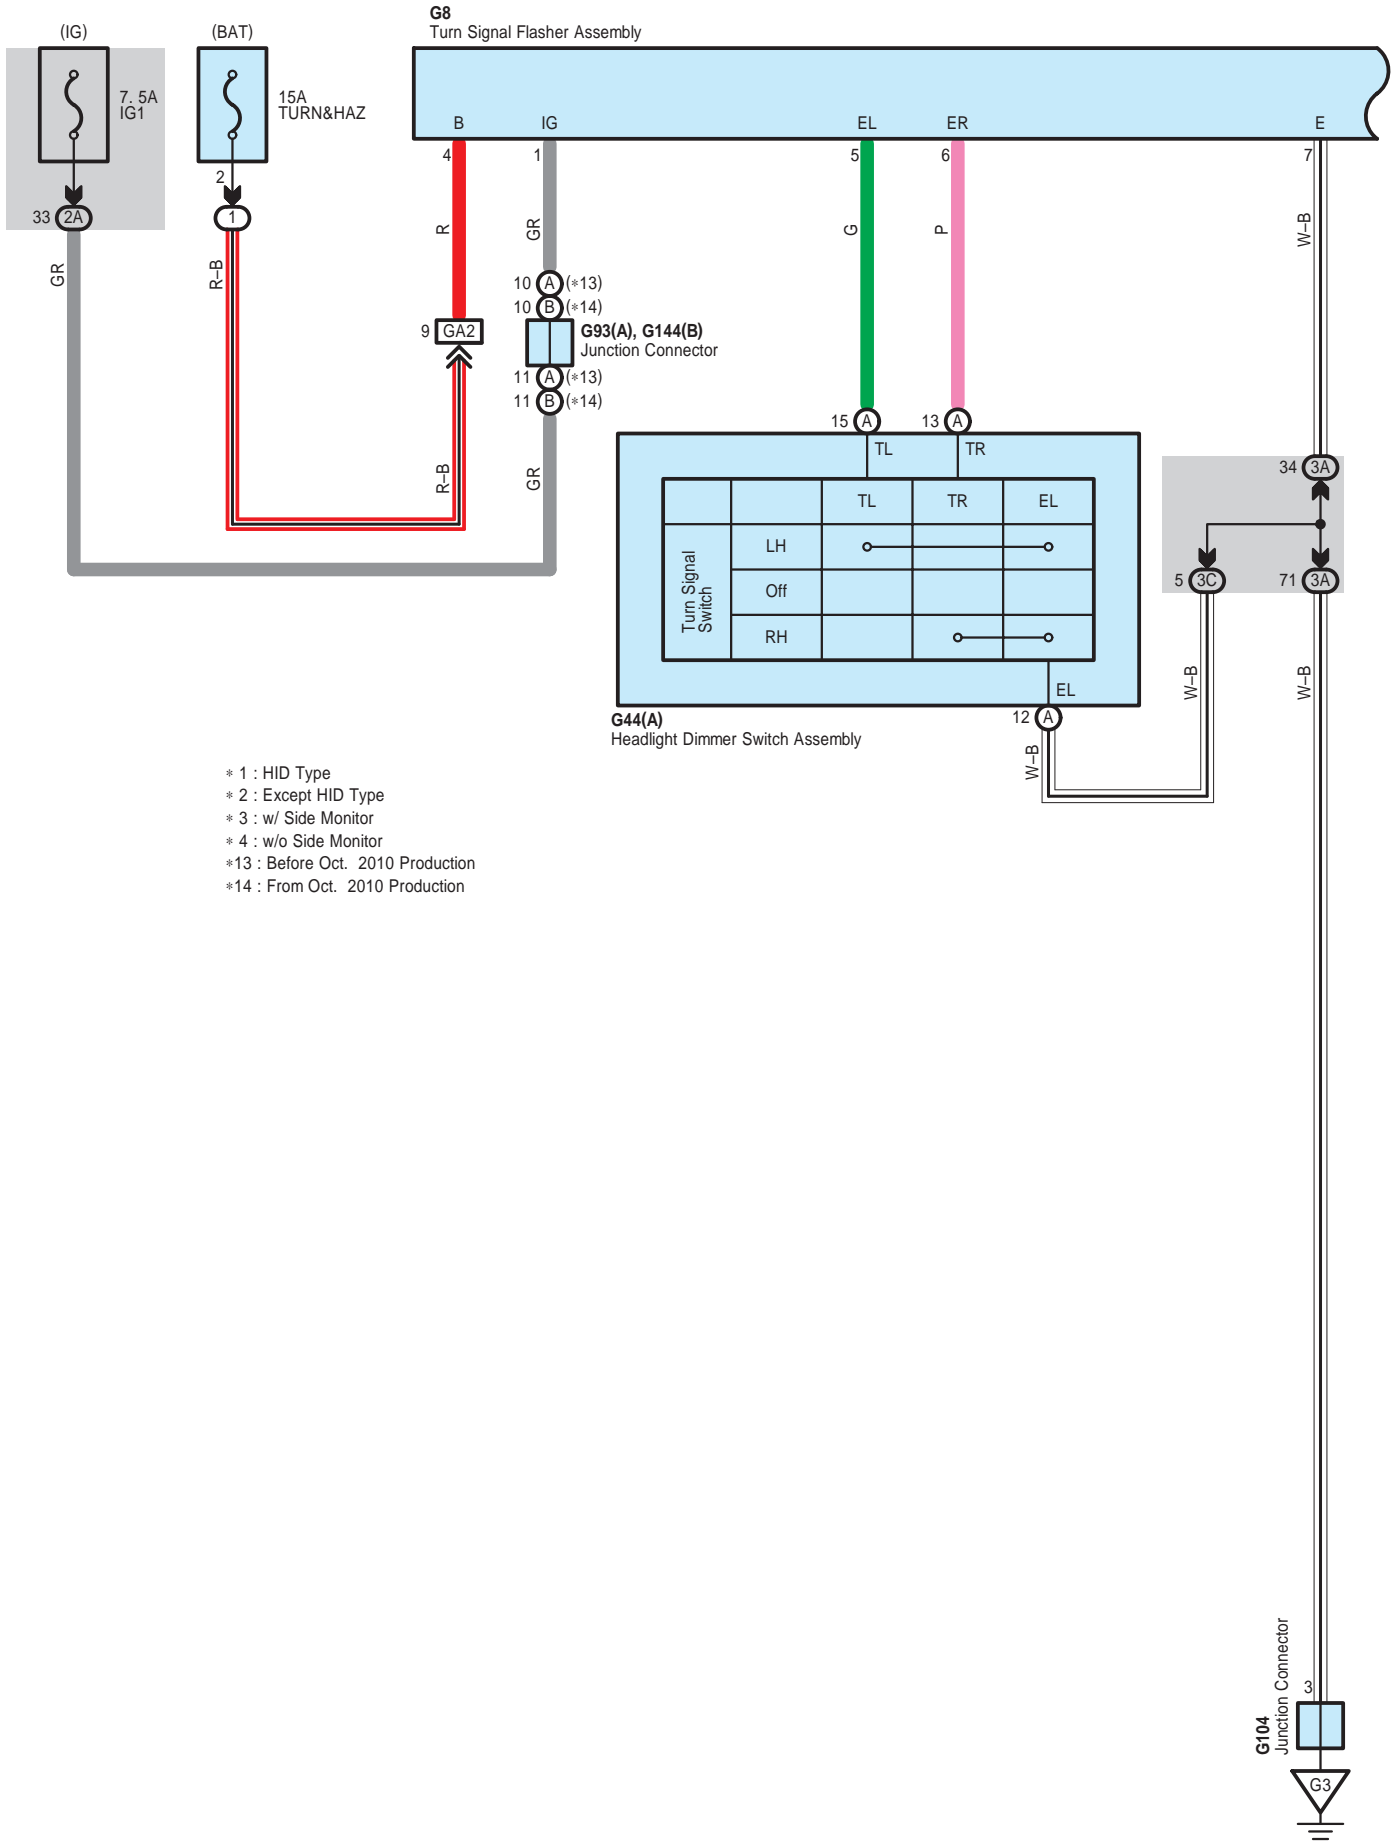 G8
Turn Signal Flasher Assembly
(IG)
(BAT)
7. 5A
IG1
15A
TURN&HAZ
B
IG
EL
ER
E
4
1
5
6
7
2
33
2A
1
GR
R–B
R
GR
G
P
W–B
10 A (*13)
10 B (*14)
9 GA2
G93(A), G144(B)
Junction Connector
11 A (*13)
11 B (*14)
R–B
GR
15 A
13 A
TL
TR
34 3A
TL
TR
EL
Turn Signal
Switch
LH
Off
RH
5 3C
71 3A
EL
W–B
W–B
G44(A)
Headlight Dimmer Switch Assembly
12 A
W–B
* 1 : HID Type
* 2 : Except HID Type
* 3 : w/ Side Monitor
* 4 : w/o Side Monitor
*13 : Before Oct. 2010 Production
*14 : From Oct. 2010 Production
3
G104
Junction Connector
G3